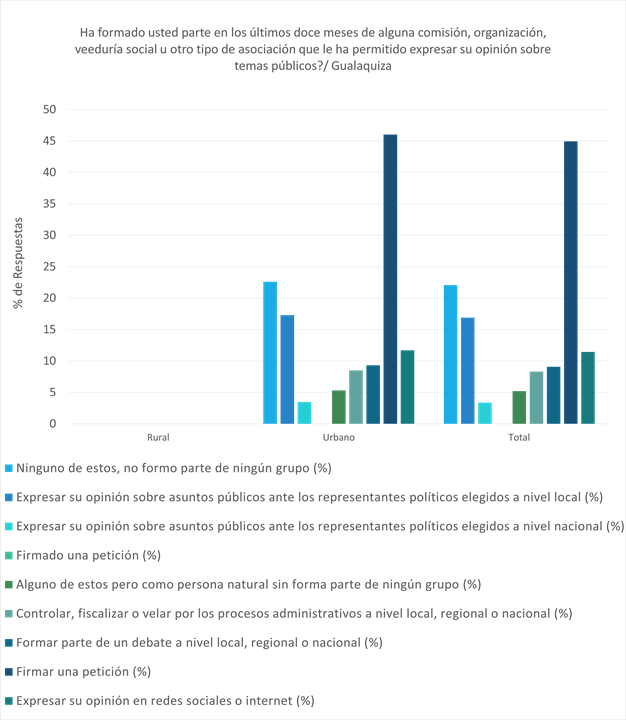 Ha formado usted parte en los últimos doce meses de alguna comisión, organización,
veeduría social u otro tipo de asociación que le ha permitido expresar su opinión sobre
temas públicos?/ Gualaquiza
50
45
40
35
30
25
20
15
10
5
0
% de Respuestas
Rural
Urbano
Total
Ninguno de estos, no formo parte de ningún grupo (%)
Expresar su opinión sobre asuntos públicos ante los representantes políticos elegidos a nivel local (%)
Expresar su opinión sobre asuntos públicos ante los representantes políticos elegidos a nivel nacional (%)
Firmado una petición (%)
Alguno de estos pero como persona natural sin forma parte de ningún grupo (%)
Controlar, fiscalizar o velar por los procesos administrativos a nivel local, regional o nacional (%)
Formar parte de un debate a nivel local, regional o nacional (%)
Firmar una petición (%)
Expresar su opinión en redes sociales o internet (%)